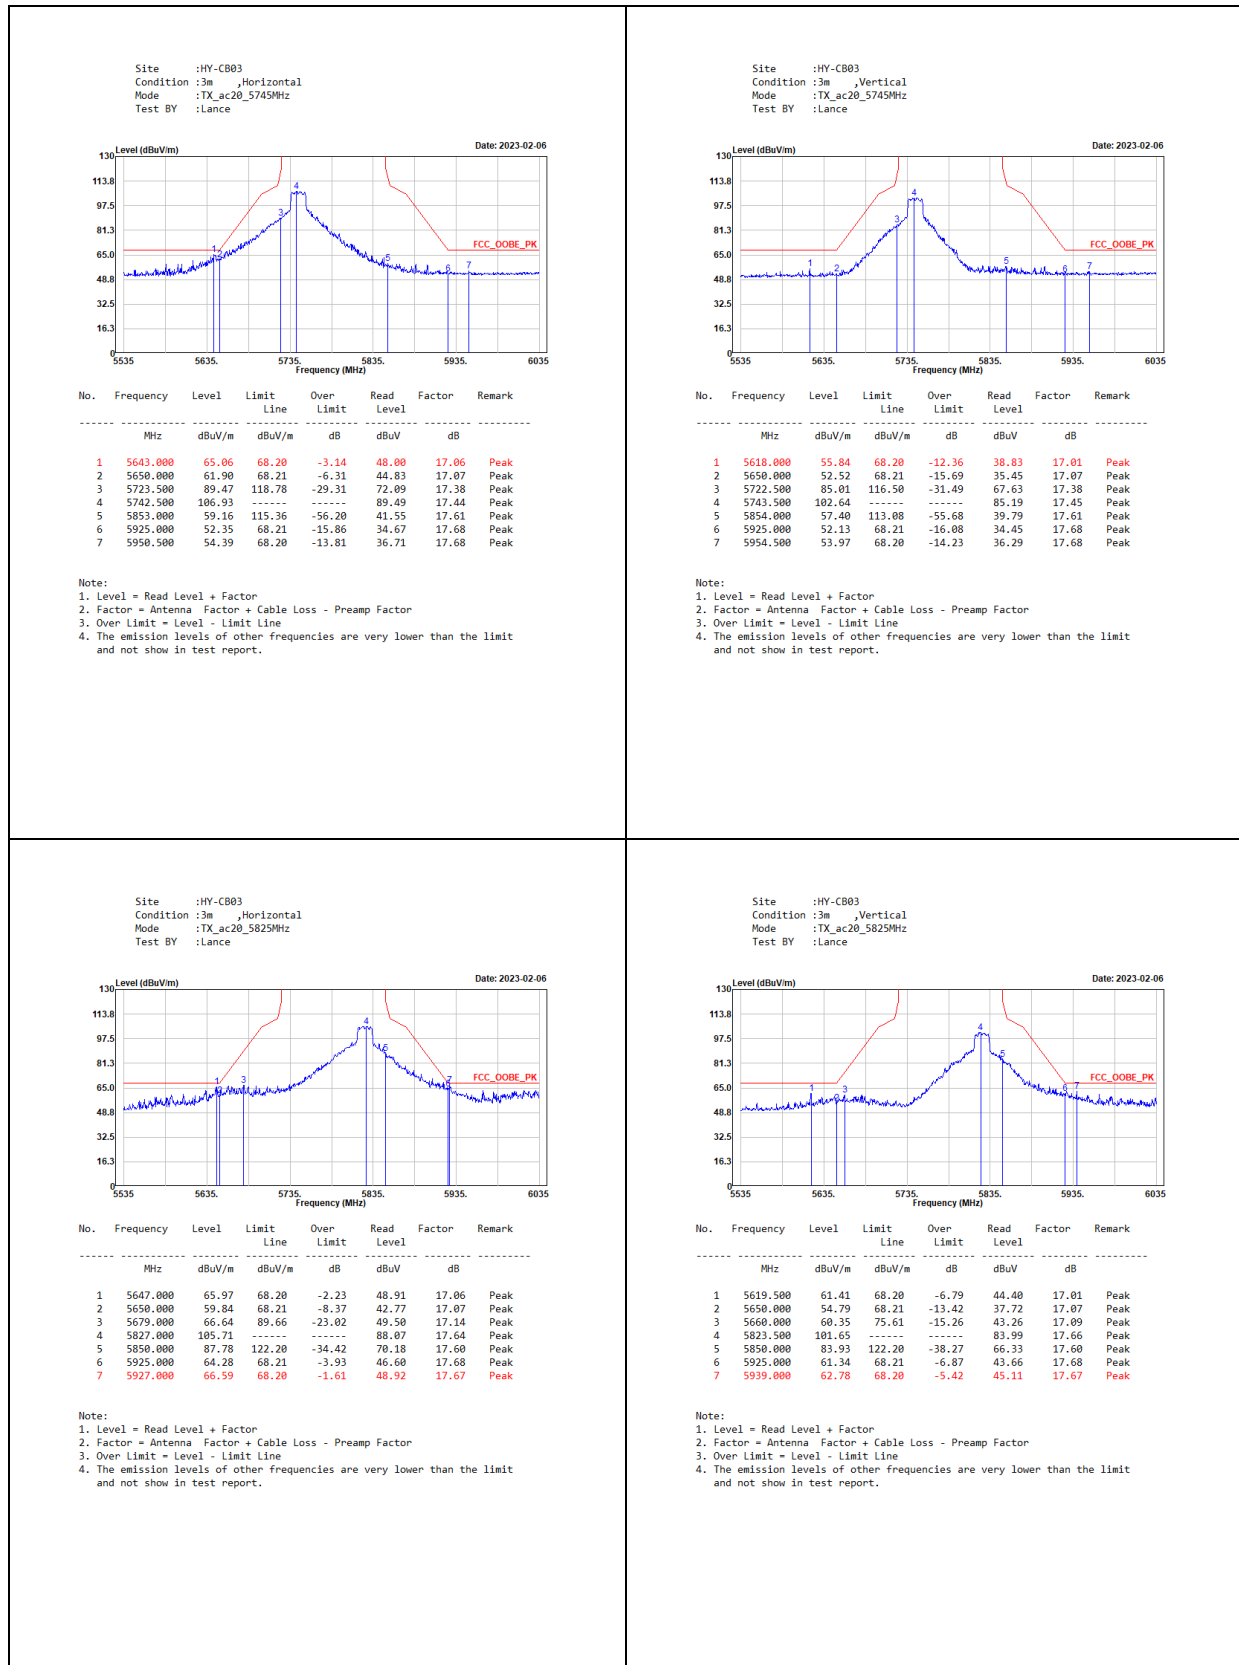 Site :HY-CB03
Condition :3m ,Horizontal
Mode :TX_ac20_5745MHz
Test BY :Lance
Level (dBuV/m) Date: 2023-02-06
130
113.8
97.5
81.3
65.0
48.8
32.5
16.3
0
FCC_OOBE_PK
1 2 3 4 5 6 7
5535 5635. 5735. 5835. 5935. 6035
Frequency (MHz)
No. Frequency Level Limit Over Read Factor Remark
Line Limit Level
------ ----------- -------- -------- -------- -------- -------- ---------
MHz dBuV/m dBuV/m dB dBuV dB
1 5643.000 65.06 68.20 -3.14 48.00 17.06 Peak
2 5650.000 61.90 68.21 -6.31 44.83 17.07 Peak
3 5723.500 89.47 118.78 -29.31 72.09 17.38 Peak
4 5742.500 106.93 ------ ------ 89.49 17.44 Peak
5 5853.000 59.16 115.36 -56.20 41.55 17.61 Peak
6 5925.000 52.35 68.21 -15.86 34.67 17.68 Peak
7 5950.500 54.39 68.20 -13.81 36.71 17.68 Peak
Note:
1. Level = Read Level + Factor
2. Factor = Antenna Factor + Cable Loss - Preamp Factor
3. Over Limit = Level - Limit Line
4. The emission levels of other frequencies are very lower than the limit
and not show in test report.
Site :HY-CB03
Condition :3m ,Vertical
Mode :TX_ac20_5745MHz
Test BY :Lance
Level (dBuV/m) Date: 2023-02-06
130
113.8
97.5
81.3
65.0
48.8
32.5
16.3
0
FCC_OOBE_PK
1 2 3 4 5 6 7
5535 5635. 5735. 5835. 5935. 6035
Frequency (MHz)
No. Frequency Level Limit Over Read Factor Remark
Line Limit Level
------ ----------- -------- -------- -------- -------- -------- ---------
MHz dBuV/m dBuV/m dB dBuV dB
1 5618.000 55.84 68.20 -12.36 38.83 17.01 Peak
2 5650.000 52.52 68.21 -15.69 35.45 17.07 Peak
3 5722.500 85.01 116.50 -31.49 67.63 17.38 Peak
4 5743.500 102.64 ------ ------ 85.19 17.45 Peak
5 5854.000 57.40 113.08 -55.68 39.79 17.61 Peak
6 5925.000 52.13 68.21 -16.08 34.45 17.68 Peak
7 5954.500 53.97 68.20 -14.23 36.29 17.68 Peak
Note:
1. Level = Read Level + Factor
2. Factor = Antenna Factor + Cable Loss - Preamp Factor
3. Over Limit = Level - Limit Line
4. The emission levels of other frequencies are very lower than the limit
and not show in test report.
Site :HY-CB03
Condition :3m ,Horizontal
Mode :TX_ac20_5825MHz
Test BY :Lance
Level (dBuV/m) Date: 2023-02-06
130
113.8
97.5
81.3
65.0
48.8
32.5
16.3
0
FCC_OOBE_PK
1 2 3 4 5 6 7
5535 5635. 5735. 5835. 5935. 6035
Frequency (MHz)
No. Frequency Level Limit Over Read Factor Remark
Line Limit Level
------ ----------- -------- -------- -------- -------- -------- ---------
MHz dBuV/m dBuV/m dB dBuV dB
1 5647.000 65.97 68.20 -2.23 48.91 17.06 Peak
2 5650.000 59.84 68.21 -8.37 42.77 17.07 Peak
3 5679.000 66.64 89.66 -23.02 49.50 17.14 Peak
4 5827.000 105.71 ------ ------ 88.07 17.64 Peak
5 5850.000 87.78 122.20 -34.42 70.18 17.60 Peak
6 5925.000 64.28 68.21 -3.93 46.60 17.68 Peak
7 5927.000 66.59 68.20 -1.61 48.92 17.67 Peak
Note:
1. Level = Read Level + Factor
2. Factor = Antenna Factor + Cable Loss - Preamp Factor
3. Over Limit = Level - Limit Line
4. The emission levels of other frequencies are very lower than the limit
and not show in test report.
Site :HY-CB03
Condition :3m ,Vertical
Mode :TX_ac20_5825MHz
Test BY :Lance
Level (dBuV/m) Date: 2023-02-06
130
113.8
97.5
81.3
65.0
48.8
32.5
16.3
0
FCC_OOBE_PK
1 2 3 4 5 6 7
5535 5635. 5735. 5835. 5935. 6035
Frequency (MHz)
No. Frequency Level Limit Over Read Factor Remark
Line Limit Level
------ ----------- -------- -------- -------- -------- -------- ---------
MHz dBuV/m dBuV/m dB dBuV dB
1 5619.500 61.41 68.20 -6.79 44.40 17.01 Peak
2 5650.000 54.79 68.21 -13.42 37.72 17.07 Peak
3 5660.000 60.35 75.61 -15.26 43.26 17.09 Peak
4 5823.500 101.65 ------ ------ 83.99 17.66 Peak
5 5850.000 83.93 122.20 -38.27 66.33 17.60 Peak
6 5925.000 61.34 68.21 -6.87 43.66 17.68 Peak
7 5939.000 62.78 68.20 -5.42 45.11 17.67 Peak
Note:
1. Level = Read Level + Factor
2. Factor = Antenna Factor + Cable Loss - Preamp Factor
3. Over Limit = Level - Limit Line
4. The emission levels of other frequencies are very lower than the limit
and not show in test report.